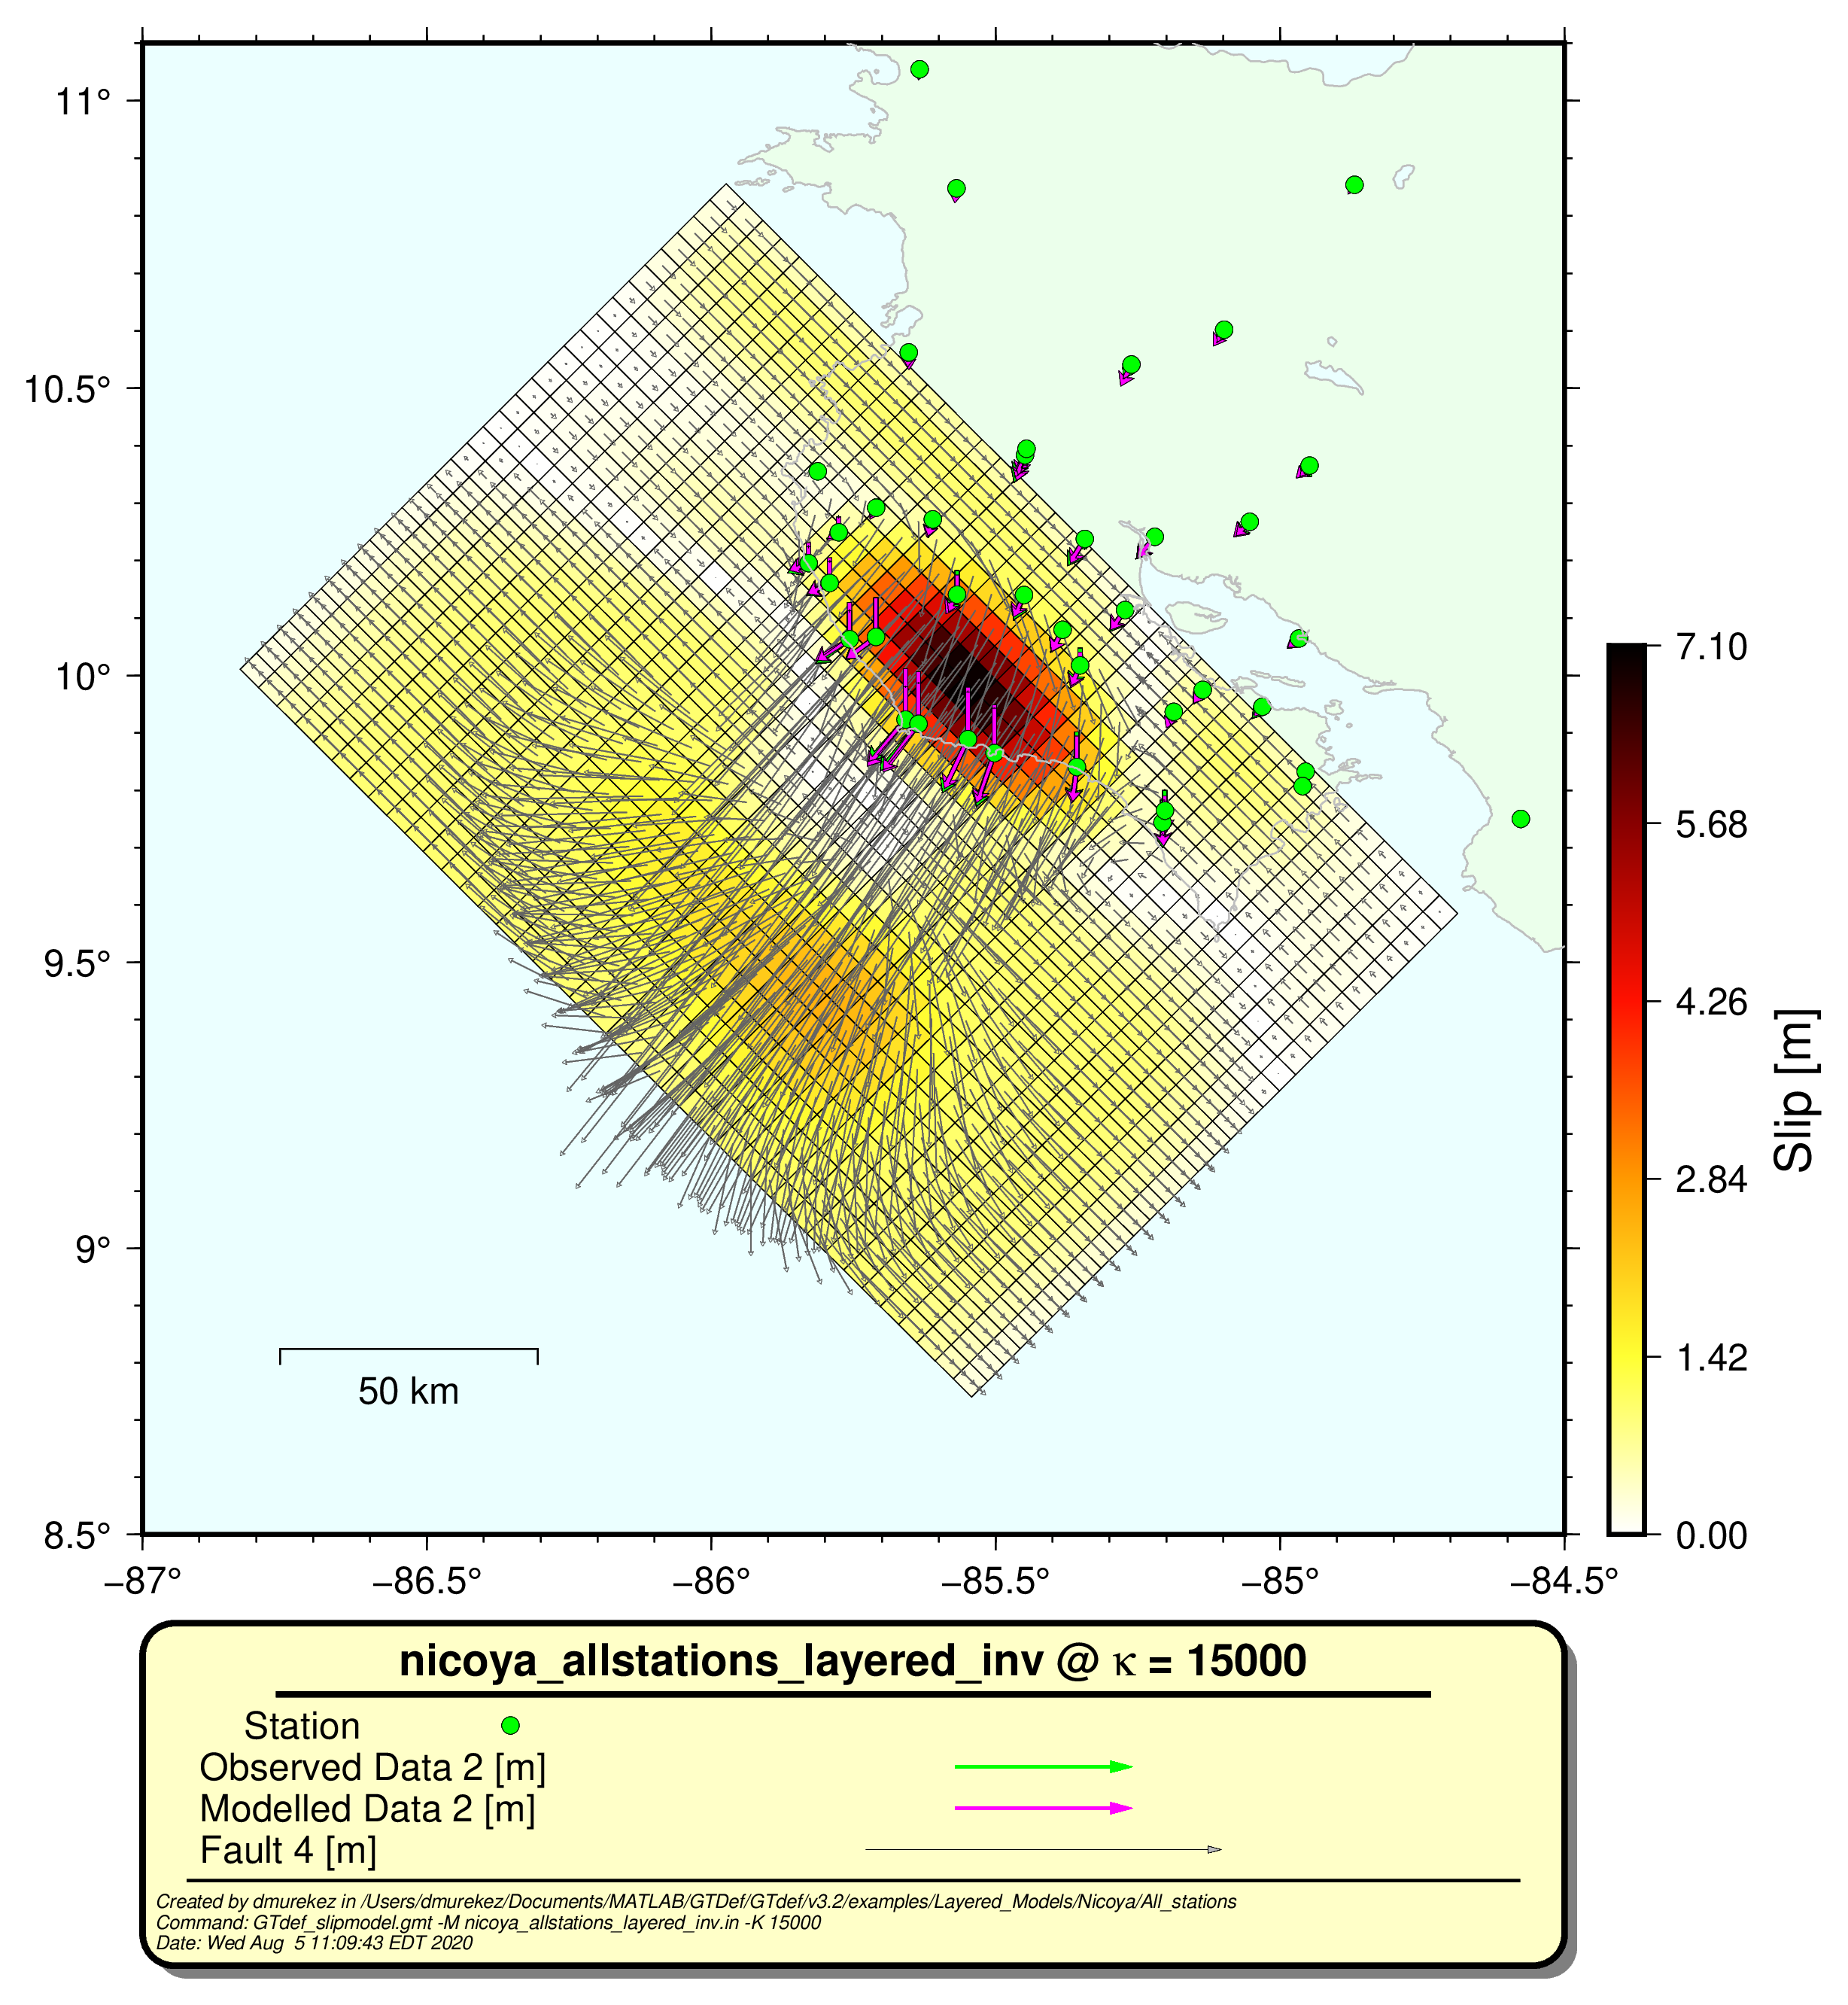 11°
10.5°
10°
9.5°
9°
8.5°
−87°
−86.5°
−86°
−85.5°
−85°
−84.5°
50 km
7.10
5.68
4.26
2.84
1.42
0.00
Slip [m]
nicoya_allstations_layered_inv @ κ = 15000
Station
Observed Data 2 [m]
Modelled Data 2 [m]
Fault 4 [m]
Created by dmurekez in /Users/dmurekez/Documents/MATLAB/GTDef/GTdef/v3.2/examples/Layered_Models/Nicoya/All_stations
Command: GTdef_slipmodel.gmt -M nicoya_allstations_layered_inv.in -K 15000
Date: Wed Aug  5 11:09:43 EDT 2020